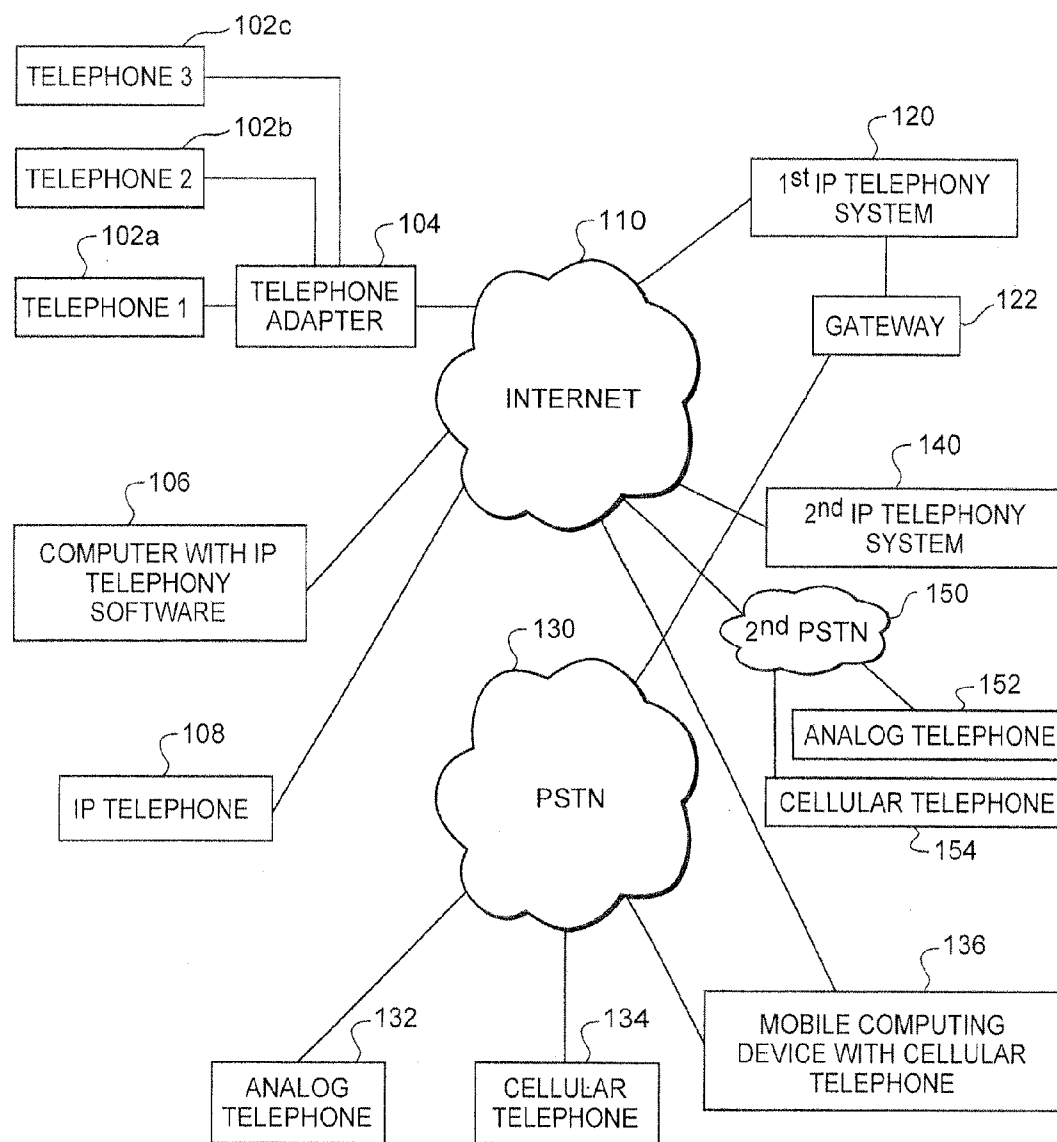 102c
TELEPHONE 3
102b
TELEPHONE 2
102a
TELEPHONE 1
104
TELEPHONE
ADAPTER
110
INTERNET
120
1st IP TELEPHONY
SYSTEM
122
GATEWAY
140
2nd IP TELEPHONY
SYSTEM
106
COMPUTER WITH IP
TELEPHONY
SOFTWARE
150
2nd PSTN
152
ANALOG TELEPHONE
CELLULAR TELEPHONE
154
108
IP TELEPHONE
130
PSTN
132
ANALOG
TELEPHONE
134
CELLULAR
TELEPHONE
136
MOBILE COMPUTING
DEVICE WITH CELLULAR
TELEPHONE